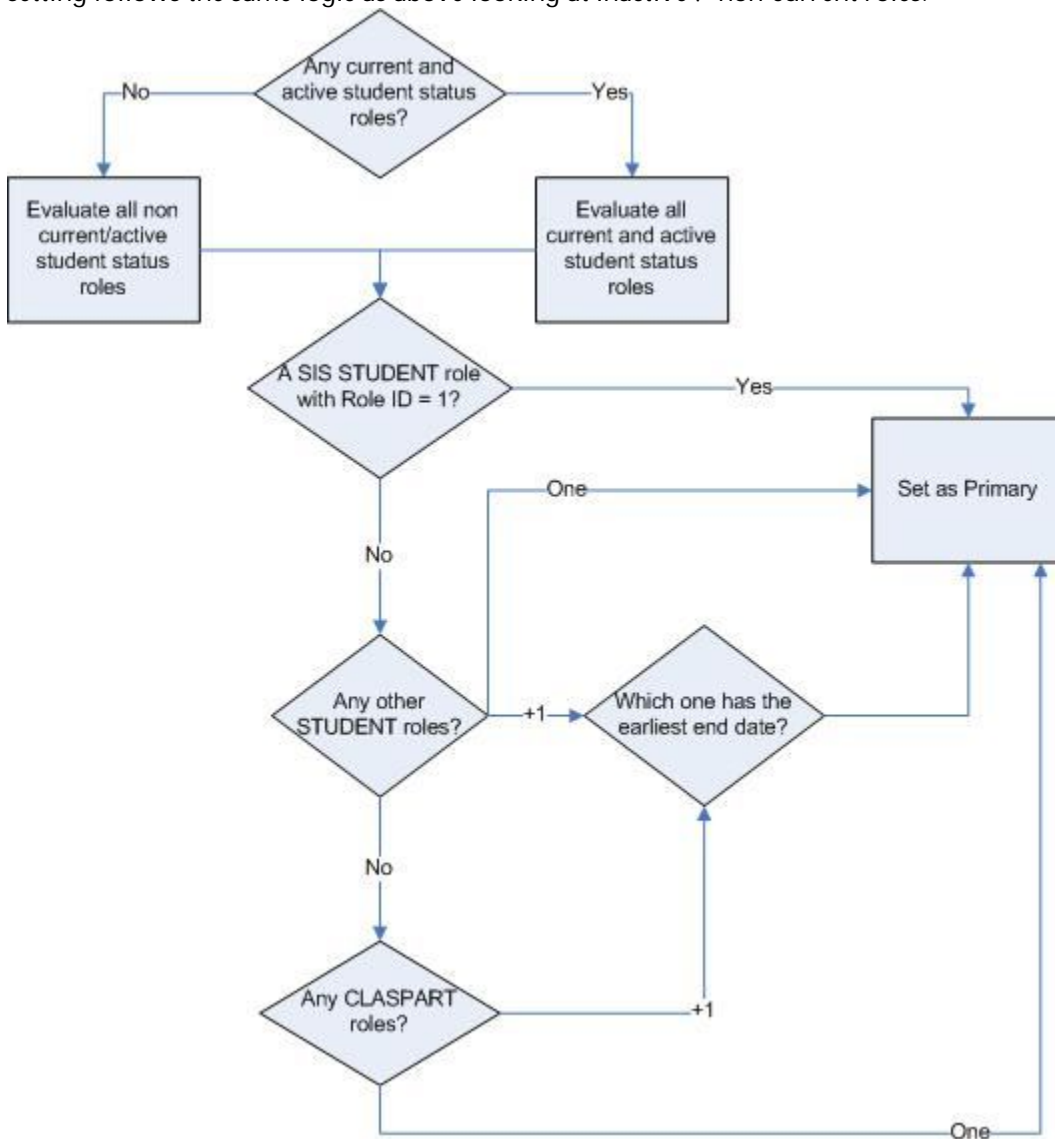 setting follows the same logic as above looking at inactive / non-current roles.
Any current and
active student status
roles?
No
Yes
Evaluate all non
current/active
student status
roles
Evaluate all
current and active
student status
roles
A SIS STUDENT role
with Role ID = 1?
Yes
Set as Primary
One
No
Any other
STUDENT roles?
+1
Which one has the
earliest end date?
No
Any CLASPART
roles?
+1
One